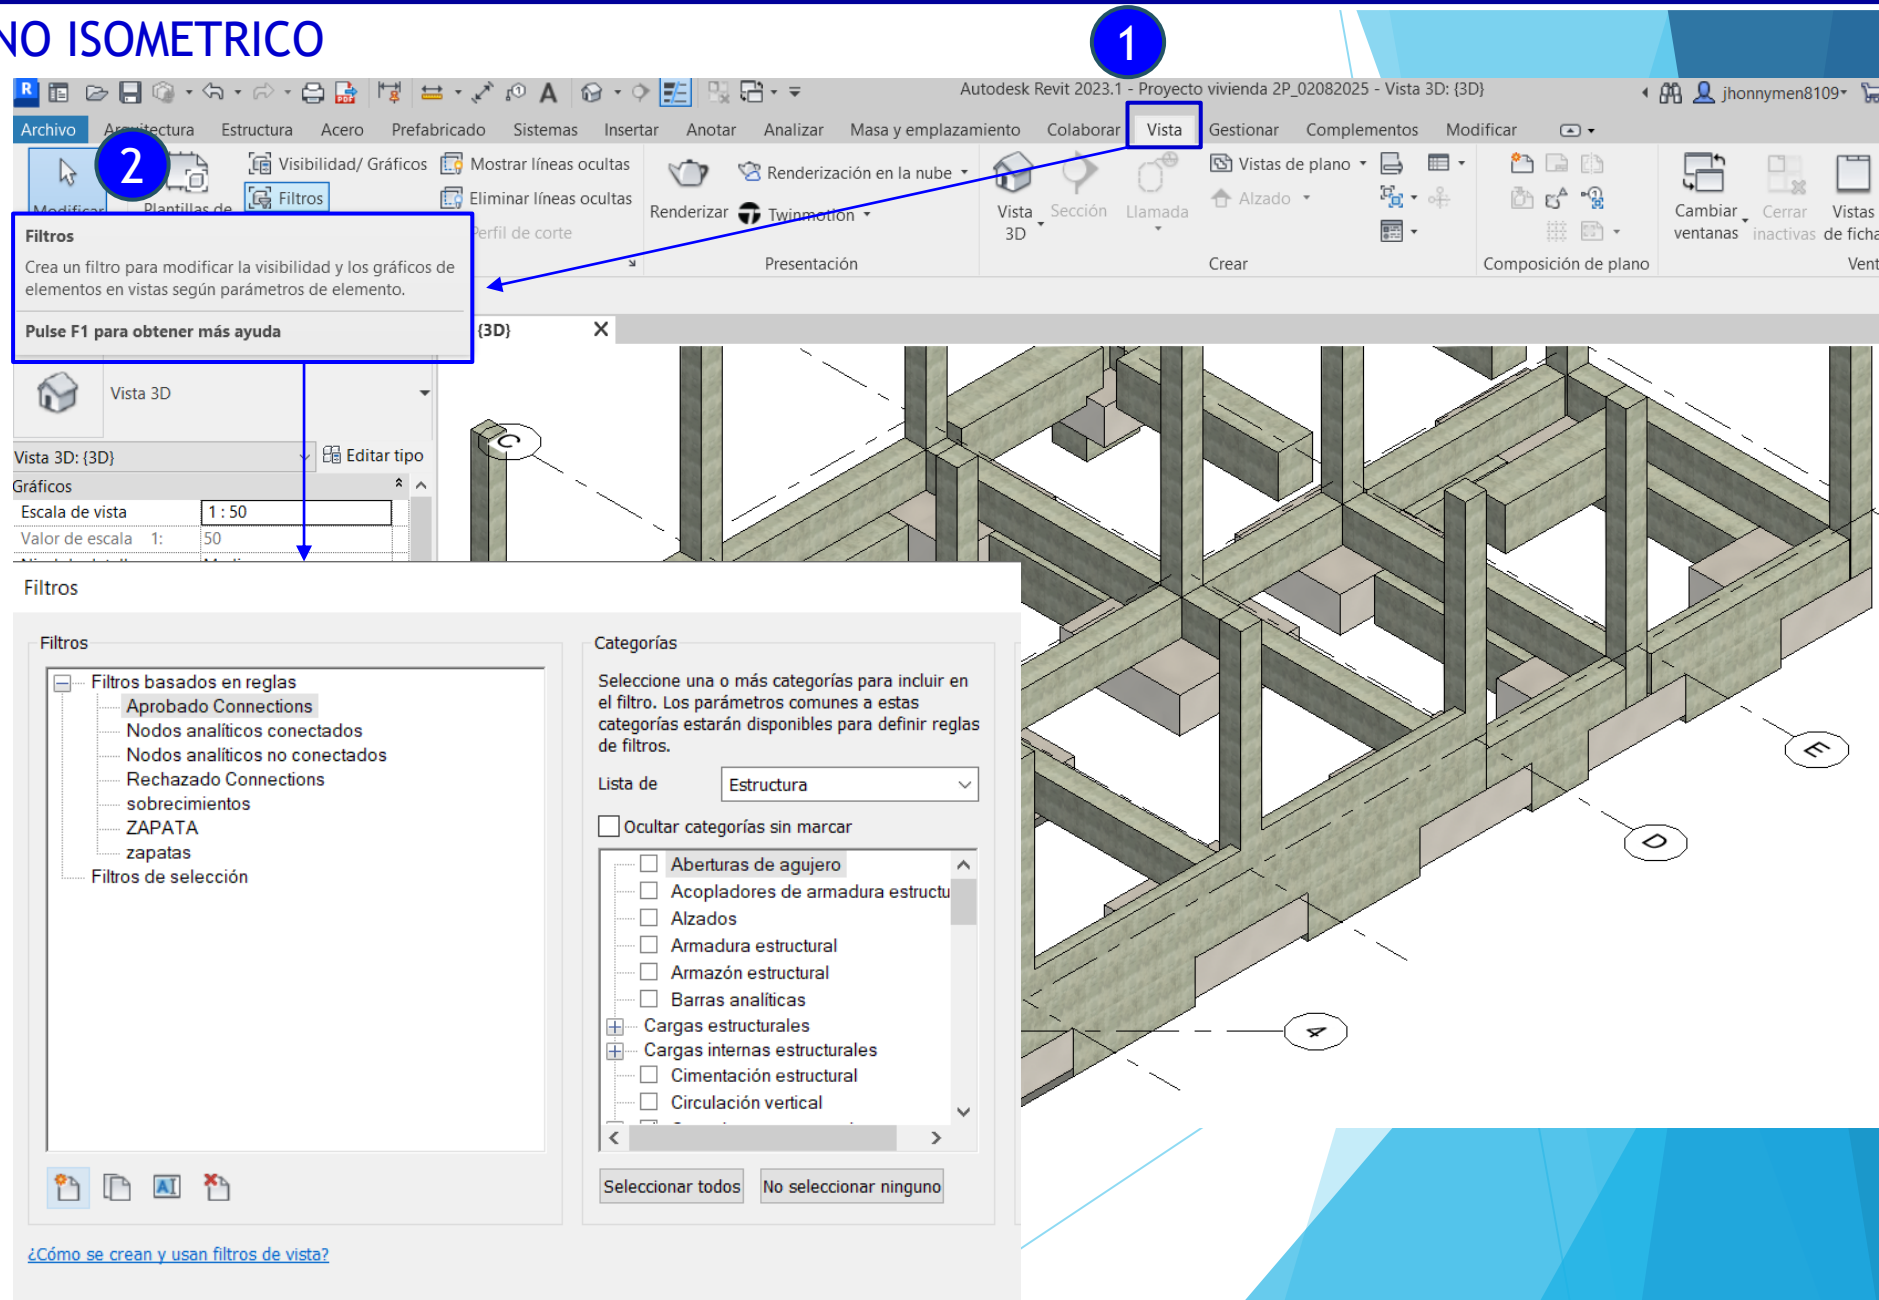 NO ISOMETRICO
1
Autodesk Revit 2023.1 - Proyecto vivienda 2P_02082025 - Vista 3D: {3D}
jhonnymen8109
Archivo Arquitectura Estructura Acero Prefabricado Sistemas Insertar Anotar Analizar Masa y emplazamiento Colaborar Vista Gestionar Complementos Modificar
2
Visibilidad/ Gráficos
Mostrar líneas ocultas
Renderización en la nube
Vistas de plano
Modificar
Plantillas de
Filtros
Eliminar líneas ocultas
Renderizar
Twinmotion
Vista
3D
Sección
Llamada
Alzado
Cambiar
ventanas
Cerrar
inactivas
Vistas
de ficha
Perfil de corte
Presentación
Crear
Composición de plano
Vent
Filtros
Crea un filtro para modificar la visibilidad y los gráficos de
elementos en vistas según parámetros de elemento.
Pulse F1 para obtener más ayuda
{3D}
Vista 3D
Vista 3D: {3D}
Editar tipo
Gráficos
Escala de vista 1 : 50
Valor de escala 1: 50
C
Filtros
Filtros
Filtros basados en reglas
Aprobado Connections
Nodos analíticos conectados
Nodos analíticos no conectados
Rechazado Connections
sobrecimientos
ZAPATA
zapatas
Filtros de selección
¿Cómo se crean y usan filtros de vista?
Categorías
Seleccione una o más categorías para incluir en
el filtro. Los parámetros comunes a estas
categorías estarán disponibles para definir reglas
de filtros.
Lista de Estructura
Ocultar categorías sin marcar
Aberturas de agujero
Acopladores de armadura estructu
Alzados
Armadura estructural
Armazón estructural
Barras analíticas
Cargas estructurales
Cargas internas estructurales
Cimentación estructural
Circulación vertical
Seleccionar todos
No seleccionar ninguno
E
D
4